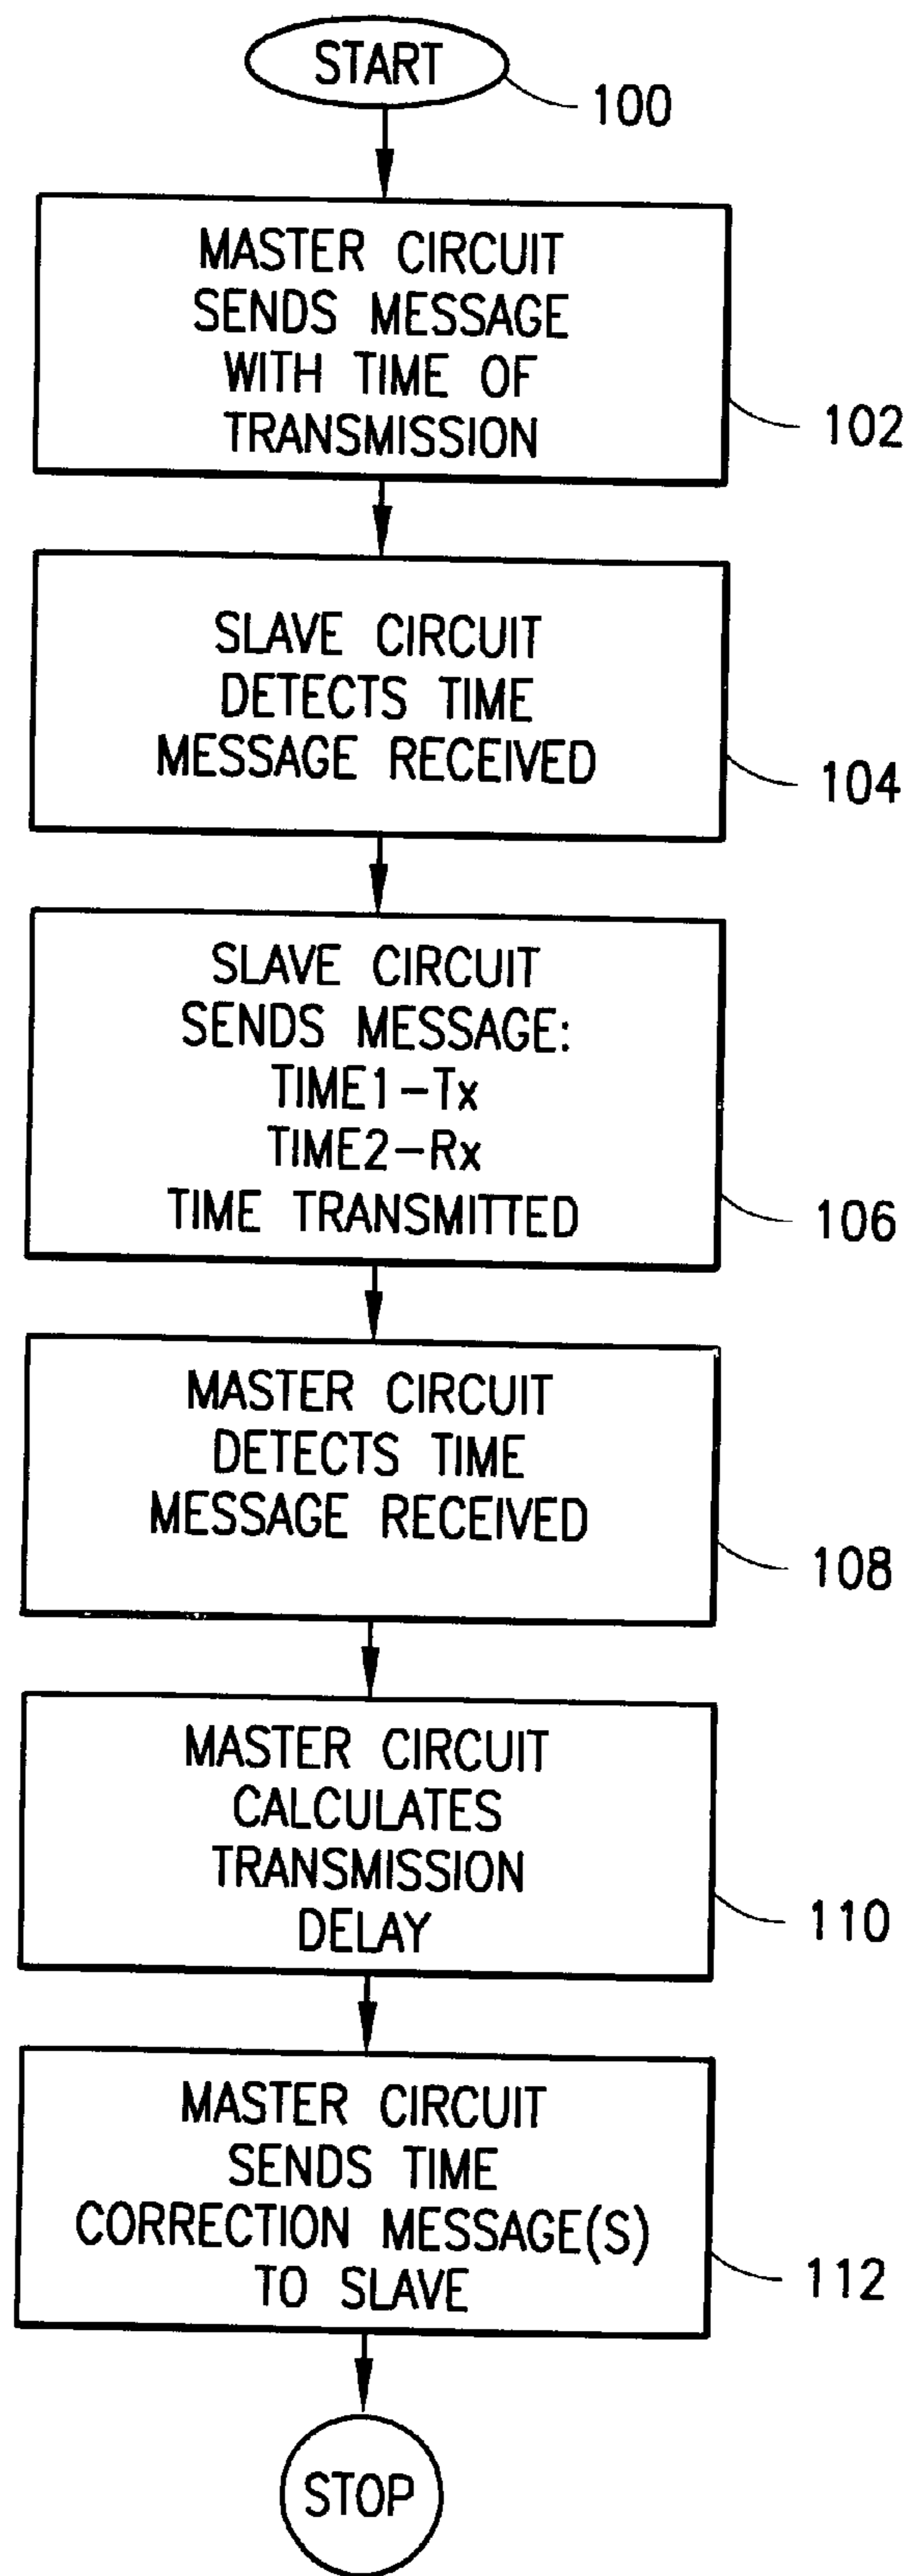 START
100
MASTER CIRCUIT
SENDS MESSAGE
WITH TIME OF
TRANSMISSION
102
SLAVE CIRCUIT
DETECTS TIME
MESSAGE RECEIVED
104
SLAVE CIRCUIT
SENDS MESSAGE:
TIME1-Tx
TIME2-Rx
TIME TRANSMITTED
106
MASTER CIRCUIT
DETECTS TIME
MESSAGE RECEIVED
108
MASTER CIRCUIT
CALCULATES
TRANSMISSION
DELAY
110
MASTER CIRCUIT
SENDS TIME
CORRECTION MESSAGE(S)
TO SLAVE
112
STOP